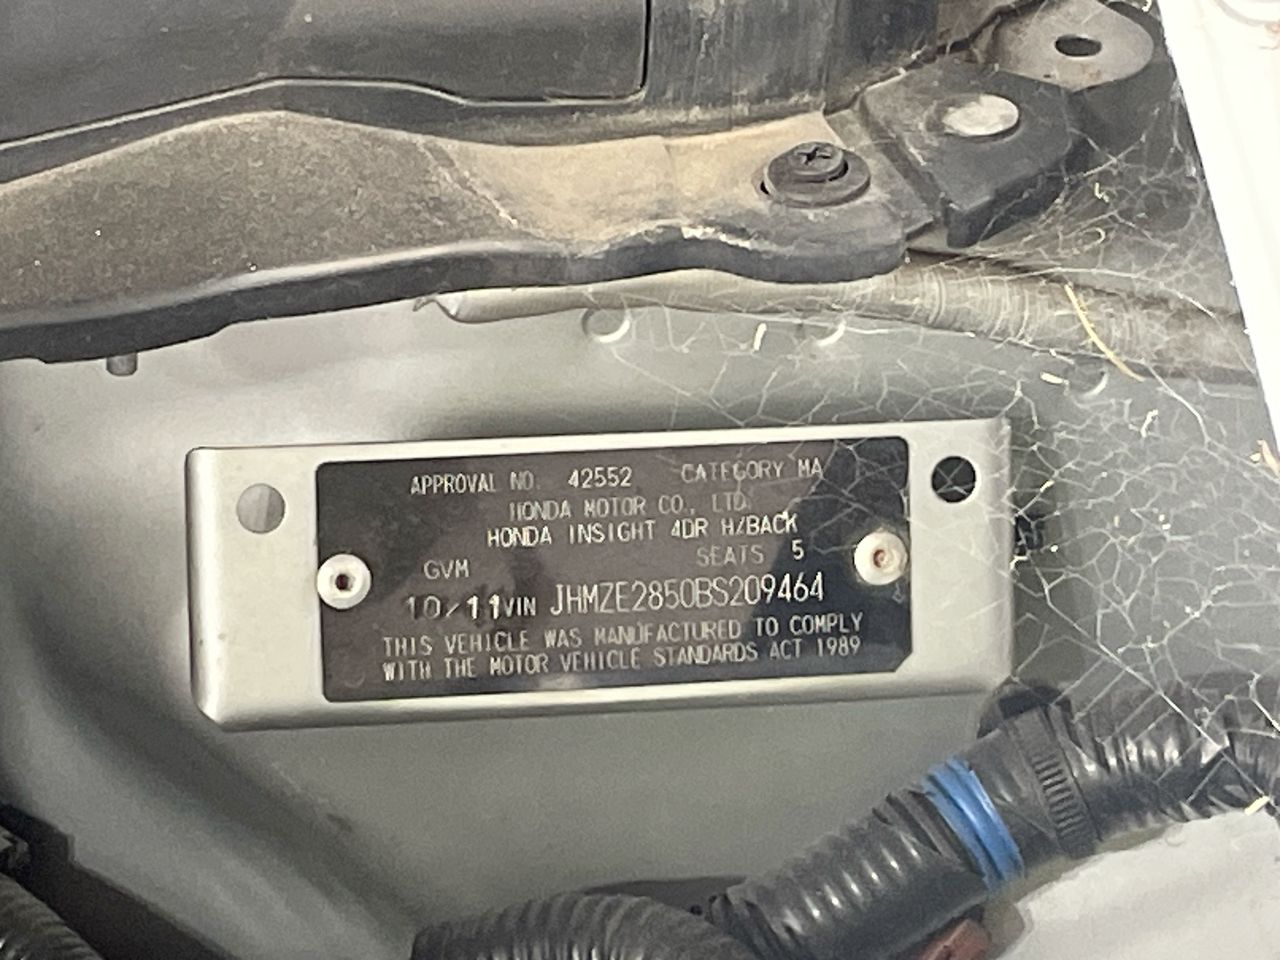 APPROVAL NO. 42552 CATEGORY MA
HONDA MOTOR CO., LTD.
HONDA INSIGHT 4DR H/BACK
GVM SEATS 5
10/11 VIN JHMZE2850BS209464
THIS VEHICLE WAS MANUFACTURED TO COMPLY
WITH THE MOTOR VEHICLE STANDARDS ACT 1989